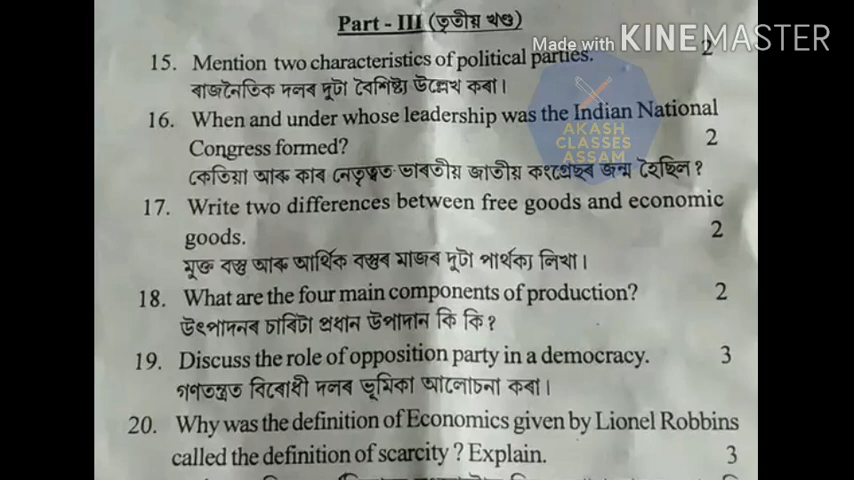 Part - III (তৃতীয় খণ্ড)
Made with KINEMASTER
15. Mention two characteristics of political parties. 2
ৰাজনৈতিক দলৰ দুটা বৈশিষ্ট্য উল্লেখ কৰা।
16. When and under whose leadership was the Indian National
Congress formed? 2
কেতিয়া আৰু কাৰ নেতৃত্বত ভাৰতীয় জাতীয় কংগ্ৰেছৰ জন্ম হৈছিল?
AKASH
CLASSES
ASSAM
17. Write two differences between free goods and economic
goods. 2
মুক্ত বস্তু আৰু আৰ্থিক বস্তুৰ মাজৰ দুটা পাৰ্থক্য লিখা।
18. What are the four main components of production? 2
উৎপাদনৰ চাৰিটা প্ৰধান উপাদান কি কি?
19. Discuss the role of opposition party in a democracy. 3
গণতন্ত্ৰত বিৰোধী দলৰ ভূমিকা আলোচনা কৰা।
20. Why was the definition of Economics given by Lionel Robbins
called the definition of scarcity ? Explain. 3